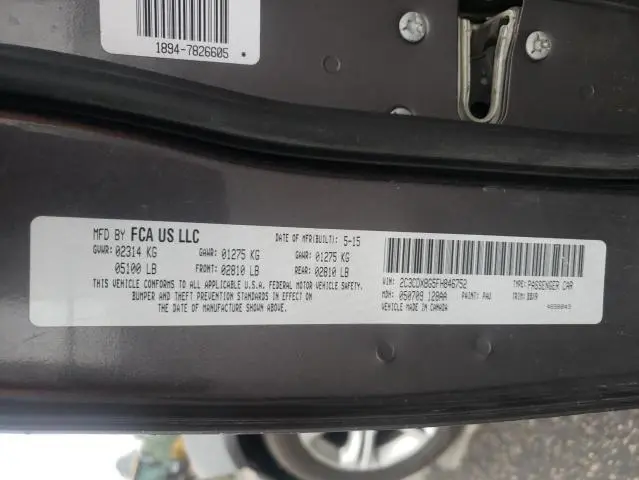 1894-7826605 *
MFD BY FCA US LLC DATE OF MFR(BUILT): 5-15
GVWR: 02314 KG GAWR: 01275 KG GAWR: 01275 KG
05100 LB FRONT: 02810 LB REAR: 02810 LB
THIS VEHICLE CONFORMS TO ALL APPLICABLE U.S.A. FEDERAL MOTOR VEHICLE SAFETY,
BUMPER AND THEFT PREVENTION STANDARDS IN EFFECT ON
THE DATE OF MANUFACTURE SHOWN ABOVE.
VIN: 2C3CDXBG5FH846752 TYPE: PASSENGER CAR
MDH: 050709 128AA PAINT: PAU TRIM: BBX9
VEHICLE MADE IN CANADA